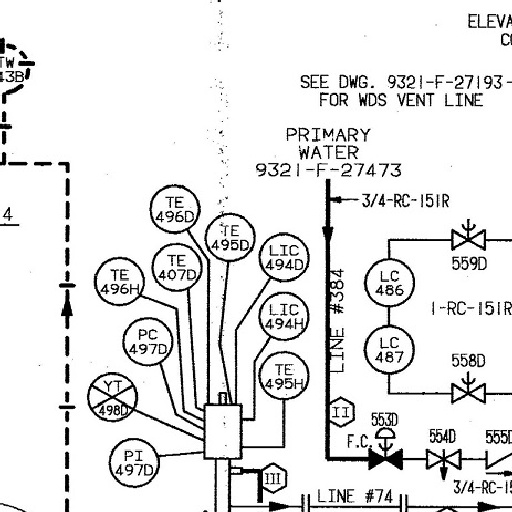 ELEVA
CO
TW
43B
SEE DWG. 9321-F-27193-
FOR WDS VENT LINE
PRIMARY
WATER
9321-F-27473
3/4-RC-151R
4
TE
496D
TE
495D
LIC
494D
TE
407D
TE
496H
LIC
494H
PC
497D
TE
495H
YT
498D
PI
497D
LINE #384
559D
LC
486
1-RC-151R
LC
487
558D
II
553D
F.C.
554D
555D
III
3/4-RC-15
LINE #74